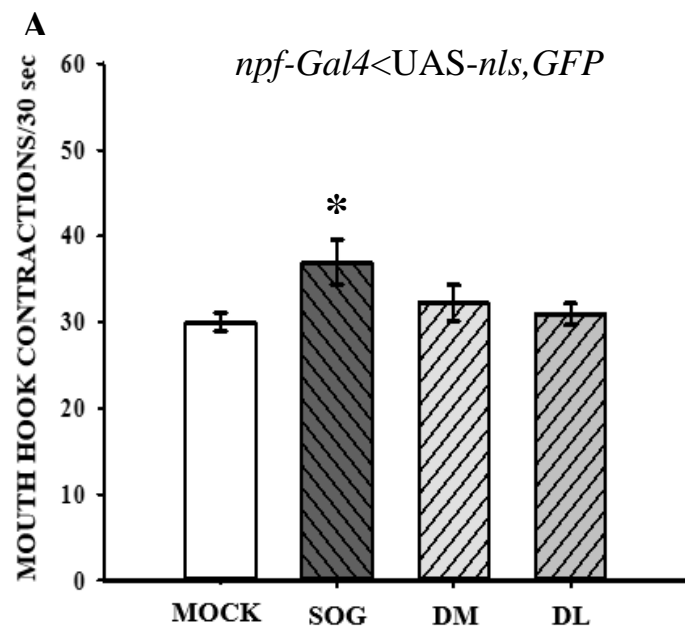 A
npf-Gal4<UAS-nls,GFP
MOUTH HOOK CONTRACTIONS/30 sec
60
50
40
30
20
10
0
*
MOCK SOG DM DL